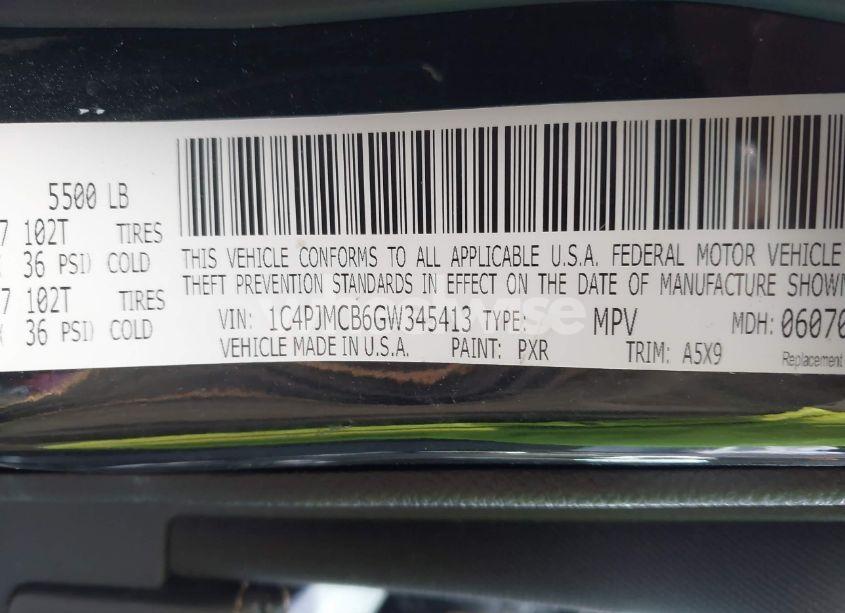 5500 LB
7 102T TIRES
36 PSI) COLD
7 102T TIRES
36 PSI) COLD
THIS VEHICLE CONFORMS TO ALL APPLICABLE U.S.A. FEDERAL MOTOR VEHICLE
THEFT PREVENTION STANDARDS IN EFFECT ON THE DATE OF MANUFACTURE SHOWN
VIN: 1C4PJMCB6GW345413 TYPE: MPV MDH: 06070
VEHICLE MADE IN U.S.A. PAINT: PXR TRIM: A5X9
Replacement